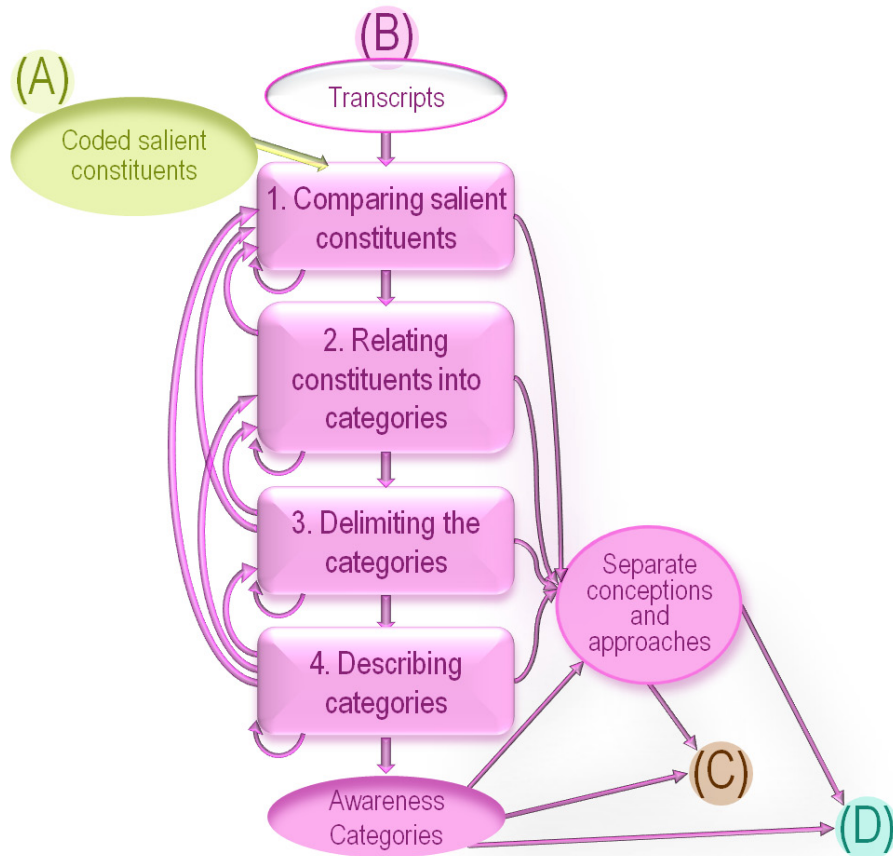 (A)
(B)
Transcripts
Coded salient
constituents
1. Comparing salient
constituents
2. Relating
constituents into
categories
3. Delimiting the
categories
4. Describing
categories
Separate
conceptions
and
approaches
Awareness
Categories
(C)
(D)